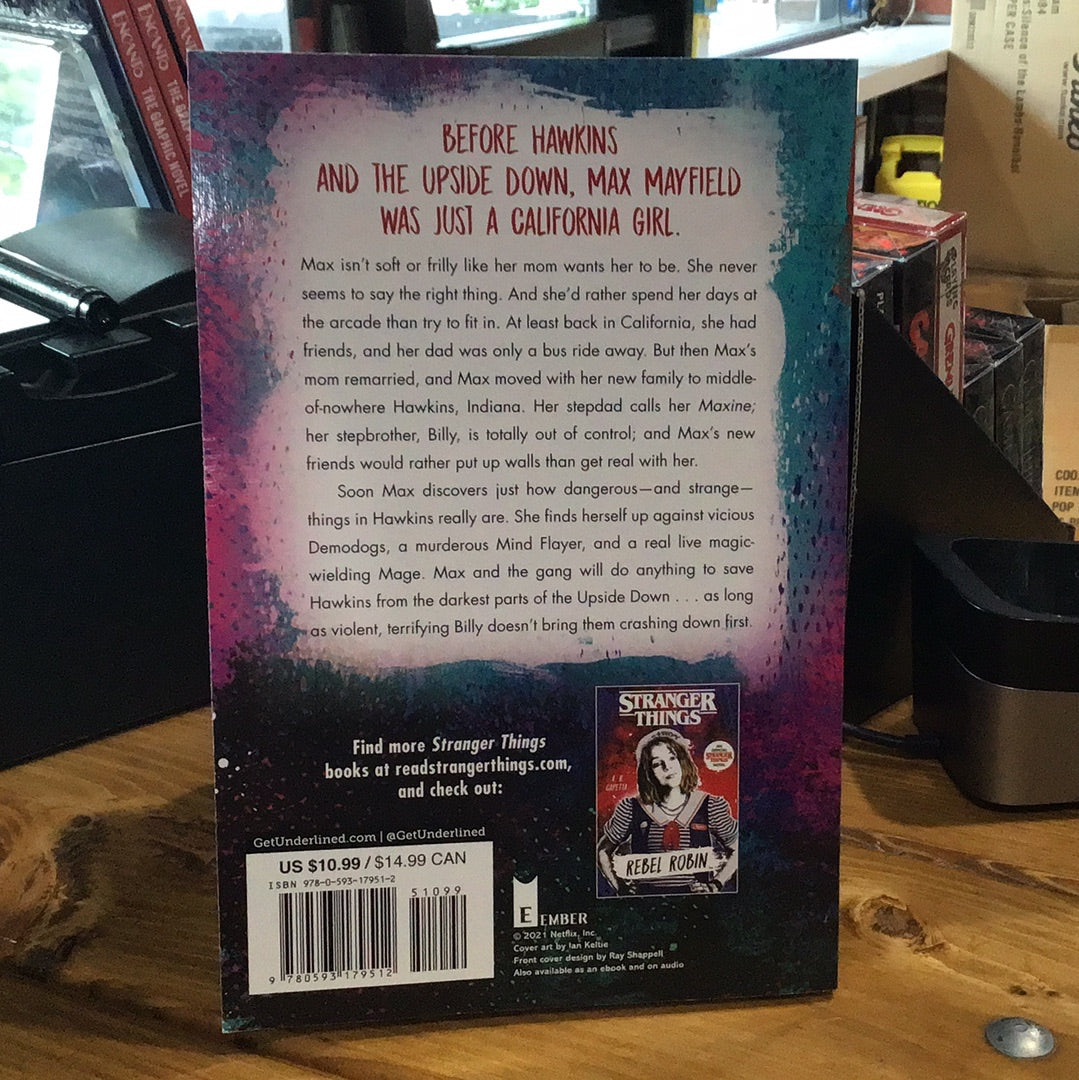 BEFORE HAWKINS
AND THE UPSIDE DOWN, MAX MAYFIELD
WAS JUST A CALIFORNIA GIRL.
Max isn't soft or frilly like her mom wants her to be. She never
seems to say the right thing. And she'd rather spend her days at
the arcade than try to fit in. At least back in California, she had
friends, and her dad was only a bus ride away. But then Max's
mom remarried, and Max moved with her new family to middle-
of-nowhere Hawkins, Indiana. Her stepdad calls her Maxine;
her stepbrother, Billy, is totally out of control; and Max's new
friends would rather put up walls than get real with her.
Soon Max discovers just how dangerous—and strange—
things in Hawkins really are. She finds herself up against vicious
Demodogs, a murderous Mind Flayer, and a real live magic-
wielding Mage. Max and the gang will do anything to save
Hawkins from the darkest parts of the Upside Down . . . as long
as violent, terrifying Billy doesn't bring them crashing down first.
Find more Stranger Things
books at readstrangerthings.com,
and check out:
STRANGER
THINGS
A. R.
CAPETTA
REBEL ROBIN
GetUnderlined.com | @GetUnderlined
US $10.99 / $14.99 CAN
ISBN 978-0-593-17951-2
51099
9 780593 179512
E EMBER
© 2021 Netflix, Inc.
Cover art by Ian Keltie
Front cover design by Ray Shappell
Also available as an ebook and on audio
ENCANTO
ENCANTO THE GRAPHIC NOVEL
GREMLINS